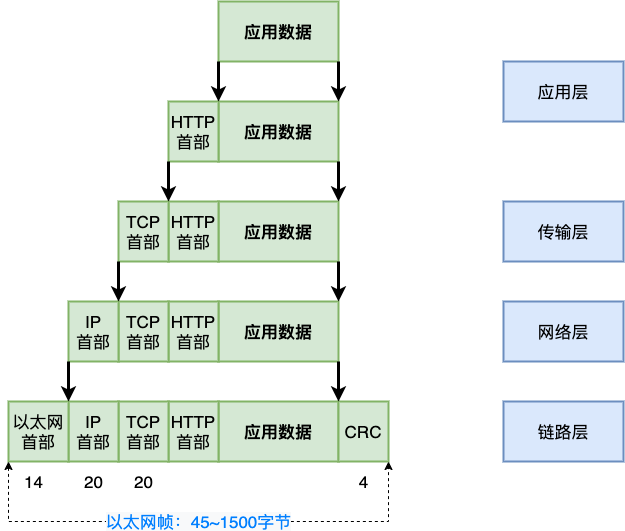 应用数据
应用层
HTTP
首部
应用数据
TCP
首部
HTTP
首部
应用数据
传输层
IP
首部
TCP
首部
HTTP
首部
应用数据
网络层
以太网
首部
IP
首部
TCP
首部
HTTP
首部
应用数据
CRC
链路层
14
20
20
4
以太网帧：45~1500字节